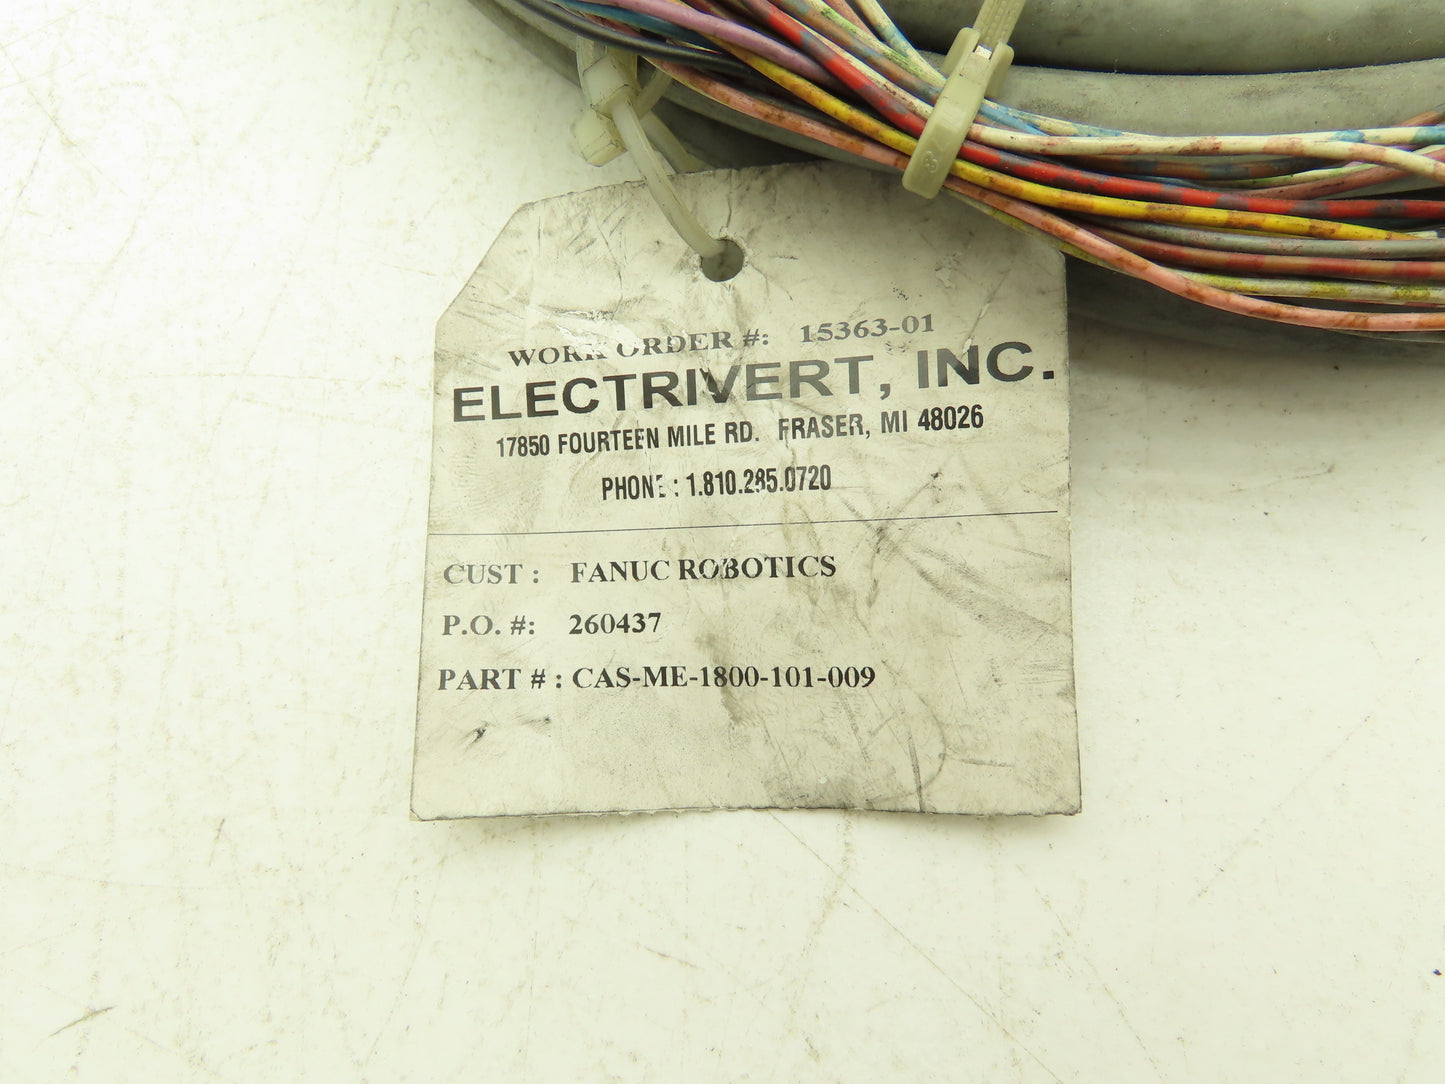 WORK ORDER #: 15363-01
ELECTRIVERT, INC.
17850 FOURTEEN MILE RD. FRASER, MI 48026
PHONE : 1.810.285.0720
CUST : FANUC ROBOTICS
P.O. #: 260437
PART # : CAS-ME-1800-101-009